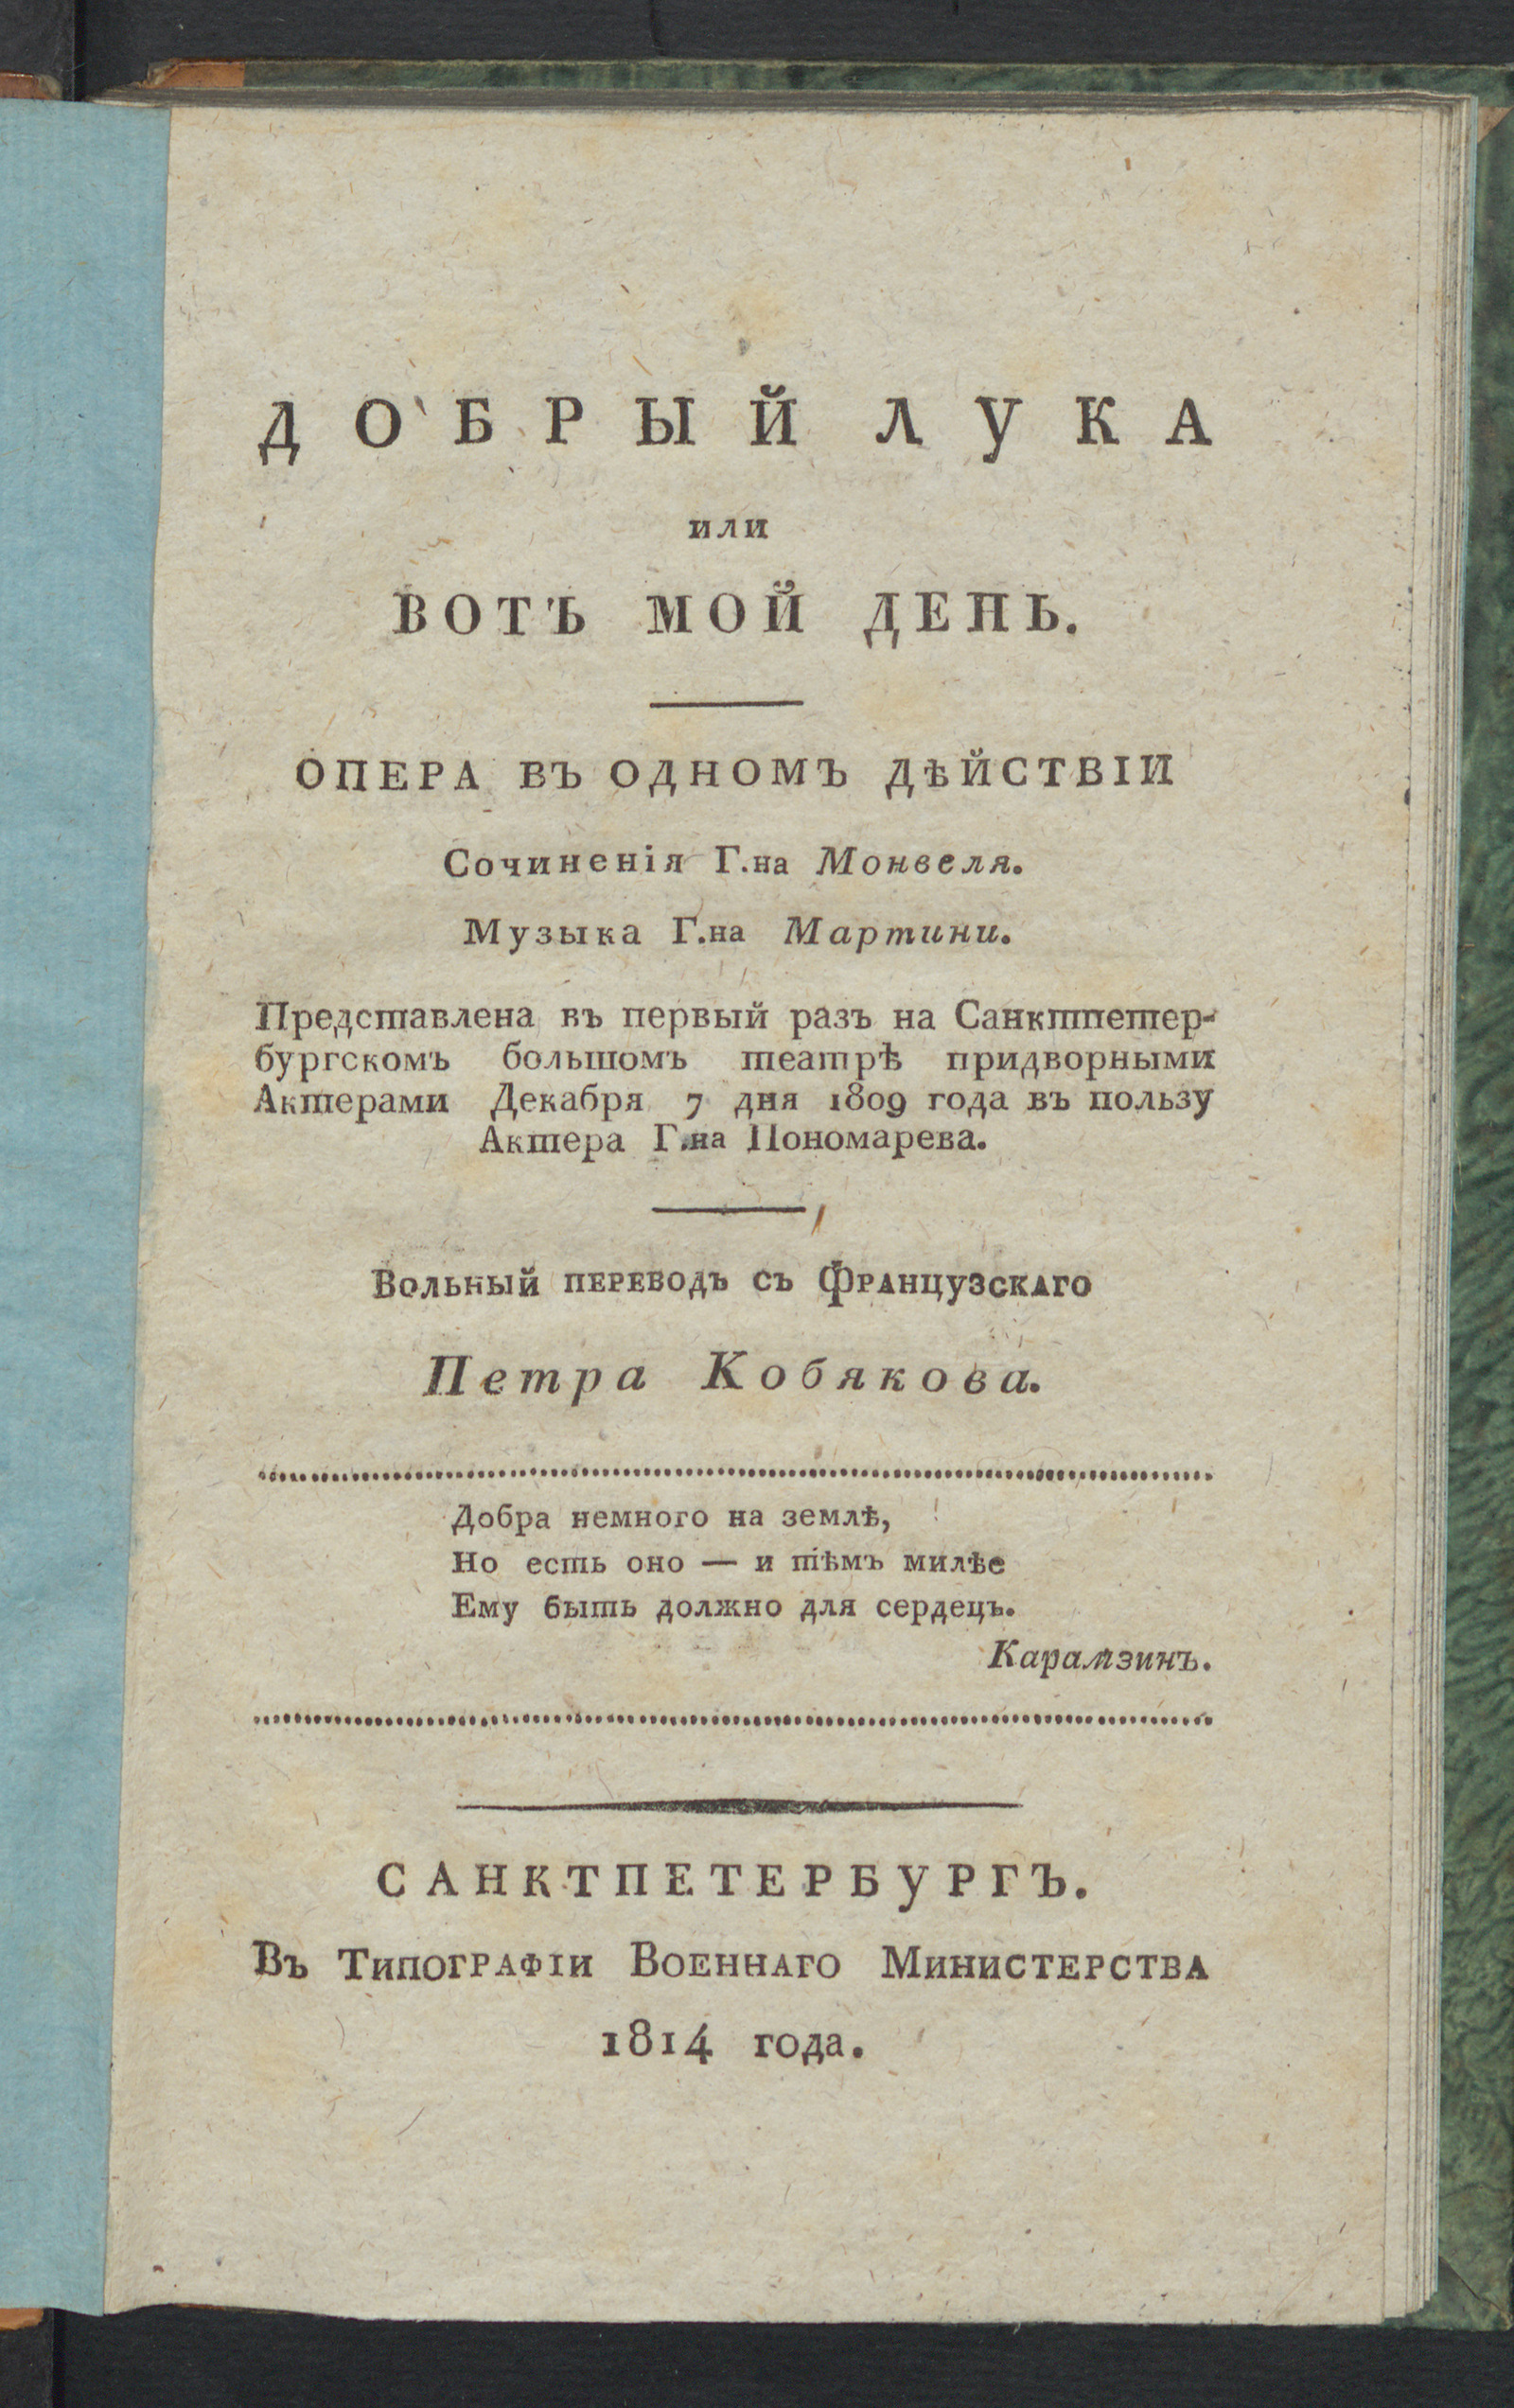 ДОБРЫЙ ЛУКА
или
ВОТЪ МОЙ ДЕНЬ.
ОПЕРА ВЪ ОДНОМЪ ДѢЙСТВІИ
Сочиненія Г.на Монвеля.
Музыка Г.на Мартини.
Представлена въ первый разъ на Санктпетер-
бургскомъ большомъ театрѣ придворными
Актерами Декабря 7 дня 1809 года въ пользу
Актера Г.на Пономарева.
Вольный переводъ съ Французскаго
Петра Кобякова.
Добра немного на землѣ,
Но есть оно — и тѣмъ милѣе
Ему быть должно для сердецъ.
Карамзинъ.
САНКТПЕТЕРБУРГЪ.
Въ Типографіи Военнаго Министерства
1814 года.